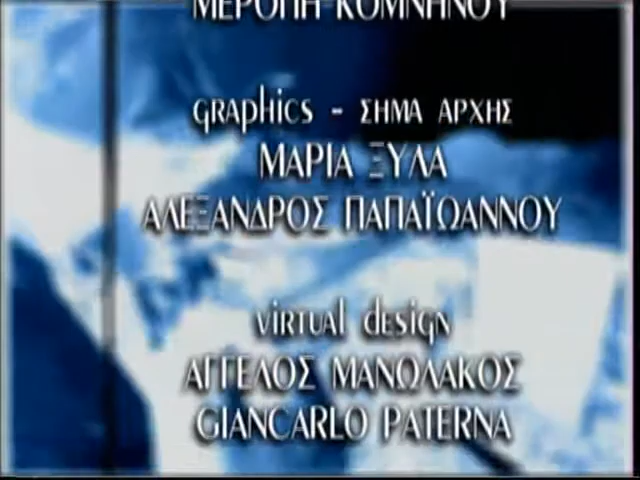 ΜΕΡΟΠΗ ΚΟΜΝΗΝΟΥ
GRAPHICS - ΣΗΜΑ ΑΡΧΗΣ
ΜΑΡΙΑ ΞΥΛΑ
ΑΛΕΞΑΝΔΡΟΣ ΠΑΠΑΪΩΑΝΝΟΥ
VIRTUAL DESIGN
ΑΓΓΕΛΟΣ ΜΑΝΩΛΑΚΟΣ
GIANCARLO PATERNA